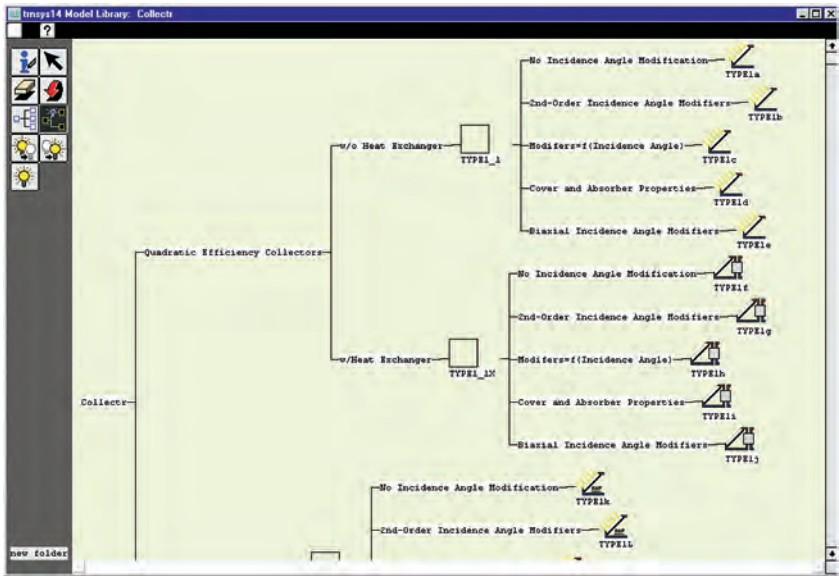 trnsys14 Model Library: Collectr
?
No Incidence Angle Modification
TYPE1a
2nd-Order Incidence Angle Modifiers
TYPE1b
w/o Heat Exchanger
TYPE1_1
Modifers=f(Incidence Angle)
TYPE1c
Cover and Absorber Properties
TYPE1d
Biaxial Incidence Angle Modifiers
TYPE1e
Quadratic Efficiency Collectors
No Incidence Angle Modification
TYPE1f
2nd-Order Incidence Angle Modifiers
TYPE1g
w/Heat Exchanger
TYPE1_1X
Modifers=f(Incidence Angle)
TYPE1h
Collectr
Cover and Absorber Properties
TYPE1i
Biaxial Incidence Angle Modifiers
TYPE1j
No Incidence Angle Modification
TYPE1k
2nd-Order Incidence Angle Modifiers
TYPE1L
new folder